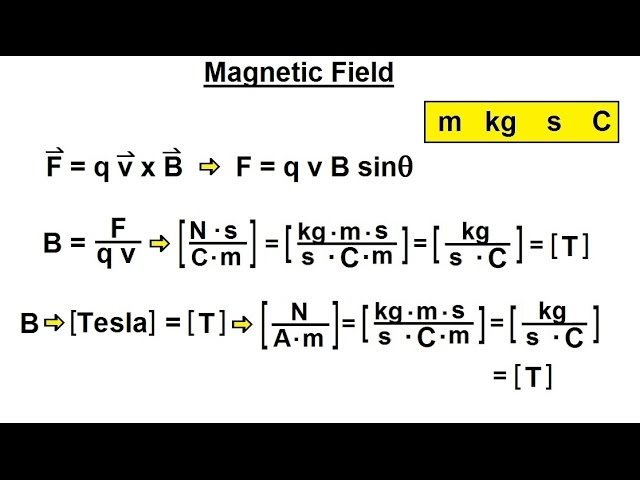 Magnetic Field
m kg s C
F⃗ = q v⃗ x B⃗ ⇨ F = q v B sinθ
B = F / q v ⇨ [N·s / C·m] = [kg·m·s / s ·C·m] = [kg / s ·C] = [T]
B ⇨ [Tesla] = [T] ⇨ [N / A·m] = [kg·m·s / s ·C·m] = [kg / s ·C]
= [T]